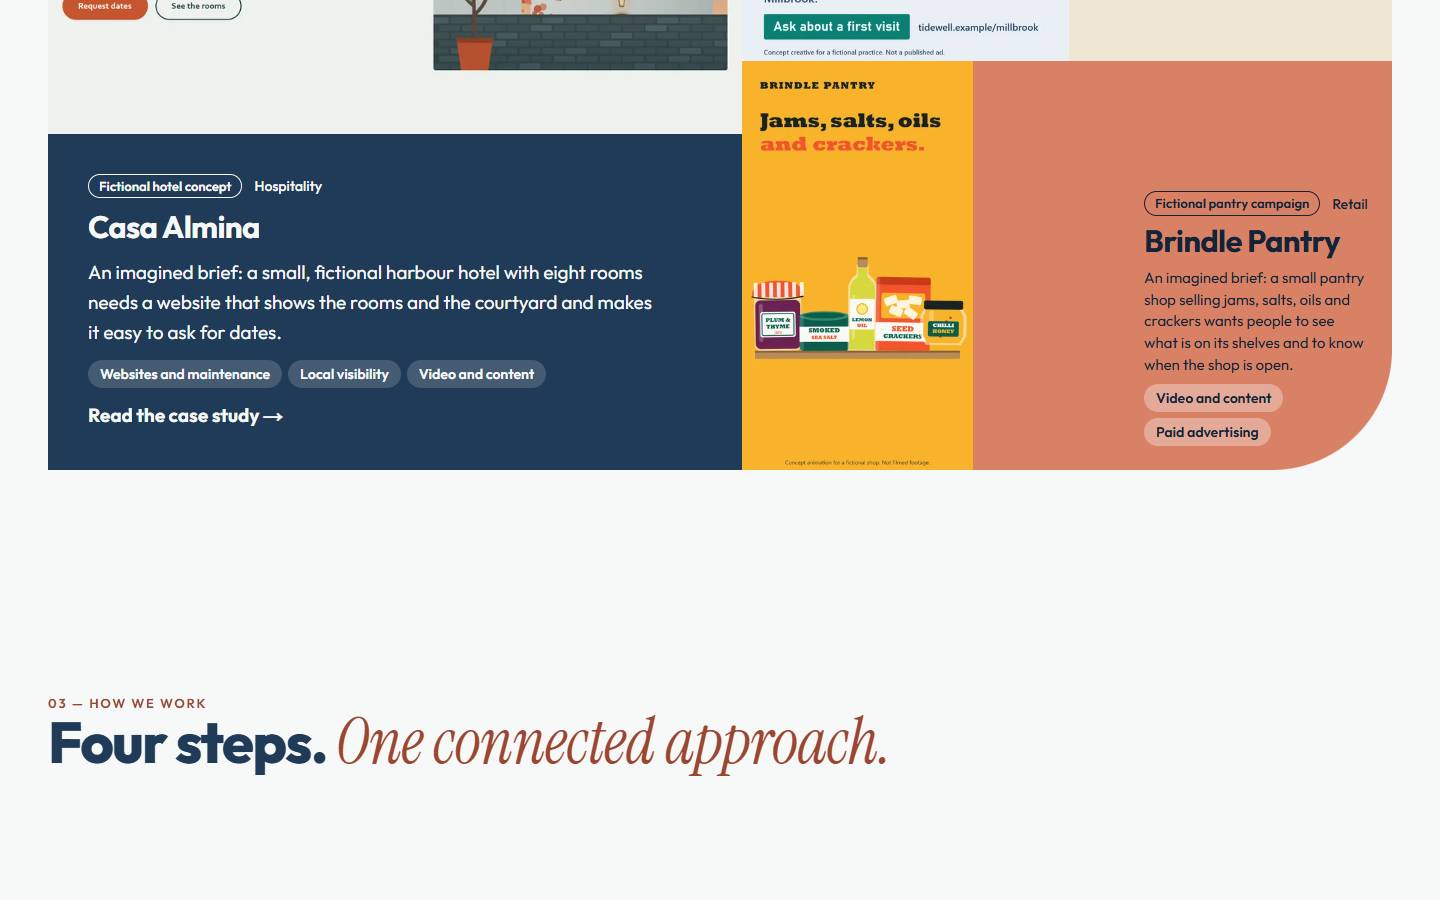 Request dates
See the rooms
Ask about a first visit
tidewell.example/millbrook
Concept creative for a fictional practice. Not a published ad.
Fictional hotel concept
Hospitality
Casa Almina
An imagined brief: a small, fictional harbour hotel with eight rooms
needs a website that shows the rooms and the courtyard and makes
it easy to ask for dates.
Websites and maintenance
Local visibility
Video and content
Read the case study →
BRINDLE PANTRY
Jams, salts, oils
and crackers.
PLUM &
THYME
SMOKED
SEA SALT
LEMON
OIL
SEED
CRACKERS
CHILLI
HONEY
Concept animation for a fictional shop. Not filmed footage.
Fictional pantry campaign
Retail
Brindle Pantry
An imagined brief: a small pantry
shop selling jams, salts, oils and
crackers wants people to see
what is on its shelves and to know
when the shop is open.
Video and content
Paid advertising
03 — HOW WE WORK
Four steps. One connected approach.